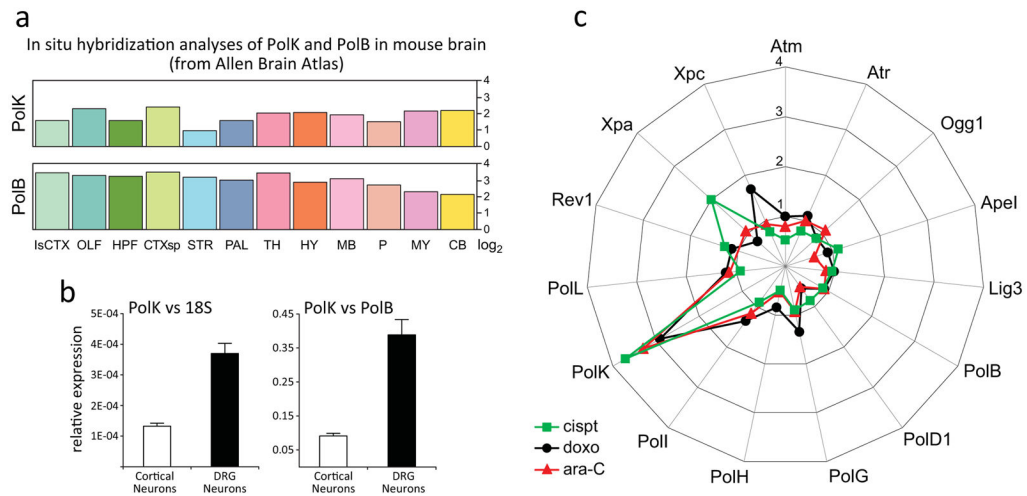 a
In situ hybridization analyses of PolK and PolB in mouse brain
(from Allen Brain Atlas)
PolK
4
3
2
1
0
PolB
4
3
2
1
0
IsCTX OLF HPF CTXsp STR PAL TH HY MB P MY CB log2
b
PolK vs 18S
relative expression
5E-04
4E-04
3E-04
2E-04
1E-04
Cortical
Neurons
DRG
Neurons
PolK vs PolB
0.45
0.35
0.25
0.15
0.05
Cortical
Neurons
DRG
Neurons
c
Atm
Atr
Ogg1
ApeI
Lig3
PolB
PolD1
PolG
PolH
PolI
PolK
PolL
Rev1
Xpa
Xpc
4
3
2
1
cispt
doxo
ara-C